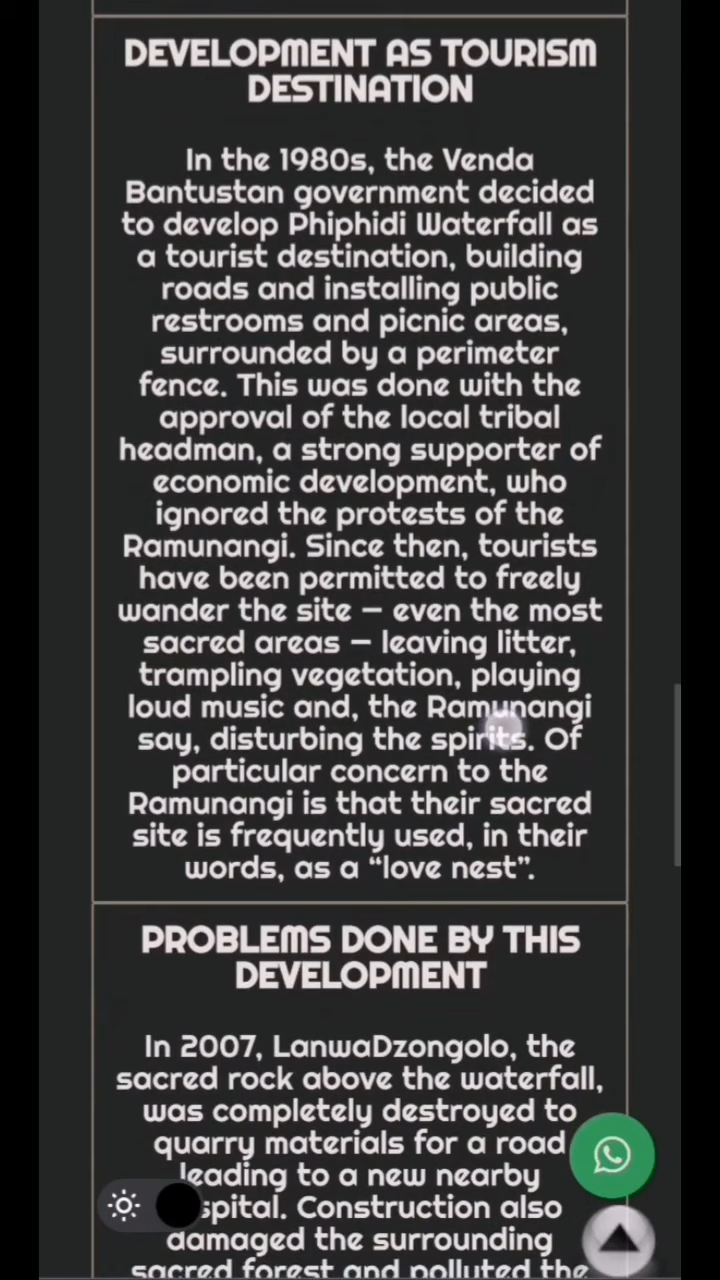 DEVELOPMENT AS TOURISM
DESTINATION
In the 1980s, the Venda
Bantustan government decided
to develop Phiphidi Waterfall as
a tourist destination, building
roads and installing public
restrooms and picnic areas,
surrounded by a perimeter
fence. This was done with the
approval of the local tribal
headman, a strong supporter of
economic development, who
ignored the protests of the
Ramunangi. Since then, tourists
have been permitted to freely
wander the site – even the most
sacred areas – leaving litter,
trampling vegetation, playing
loud music and, the Ramunangi
say, disturbing the spirits. Of
particular concern to the
Ramunangi is that their sacred
site is frequently used, in their
words, as a “love nest”.
PROBLEMS DONE BY THIS
DEVELOPMENT
In 2007, LanwaDzongolo, the
sacred rock above the waterfall,
was completely destroyed to
quarry materials for a road
leading to a new nearby
spital. Construction also
damaged the surrounding
sacred forest and polluted the